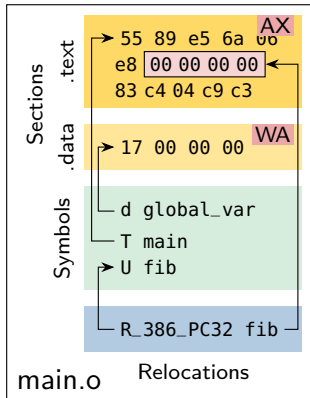 AX
55 89 e5 6a 06
e8 00 00 00 00
83 c4 04 c9 c3
.text
Sections
WA
17 00 00 00
.data
d global_var
T main
U fib
Symbols
R_386_PC32 fib
main.o
Relocations